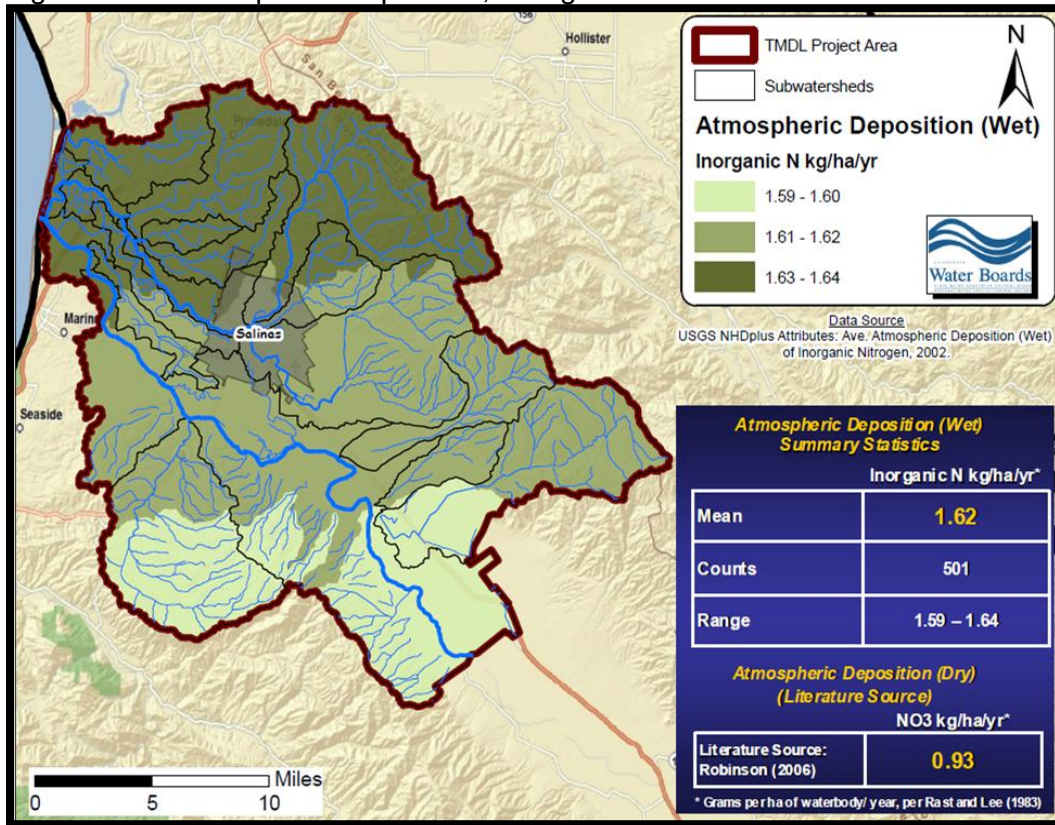 156
Hollister
San Be
Prunedale
Salinas
Marina
Seaside
Miles
0 5 10
TMDL Project Area
Subwatersheds
N
Atmospheric Deposition (Wet)
Inorganic N kg/ha/yr
1.59 - 1.60
1.61 - 1.62
1.63 - 1.64
Water Boards
Data Source
USGS NHDplus Attributes: Ave. Atmospheric Deposition (Wet)
of Inorganic Nitrogen, 2002.
Atmospheric Deposition (Wet)
Summary Statistics
Inorganic N kg/ha/yr*
Mean 1.62
Counts 501
Range 1.59 – 1.64
Atmospheric Deposition (Dry)
(Literature Source)
NO3 kg/ha/yr*
Literature Source:
Robinson (2006) 0.93
* Grams per ha of waterbody/ year, per Rast and Lee (1983)